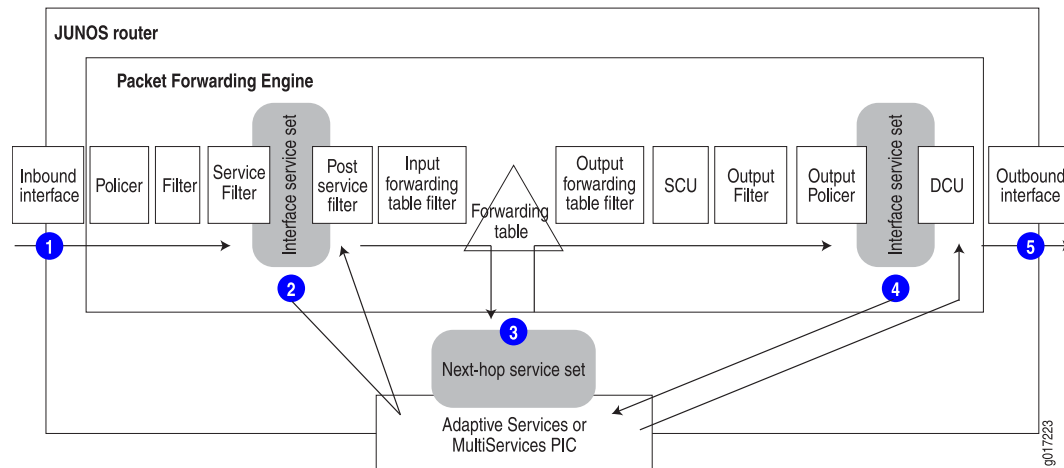 JUNOS router
Packet Forwarding Engine
Inbound
interface
Policer
Filter
Service
Filter
Interface service set
Post
service
filter
Input
forwarding
table filter
Forwarding
table
Output
forwarding
table filter
SCU
Output
Filter
Output
Policer
Interface service set
DCU
Outbound
interface
1
2
3
4
5
Next-hop service set
Adaptive Services or
MultiServices PIC
g017223